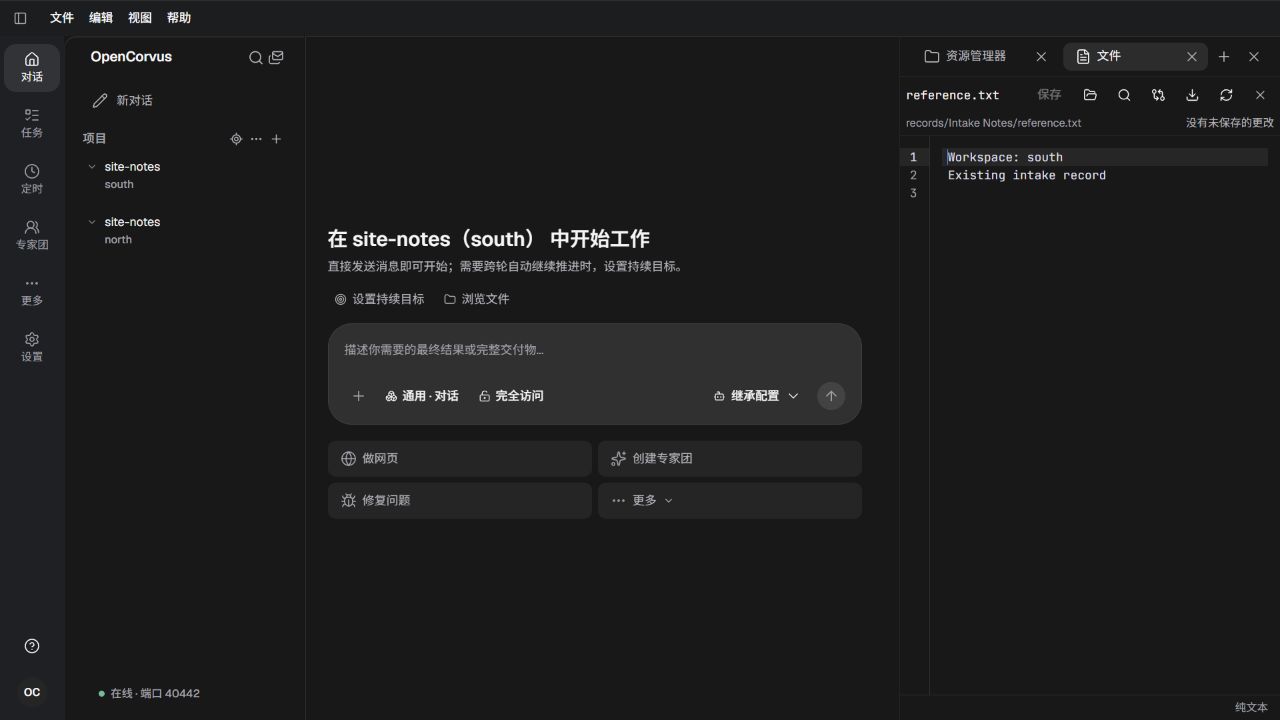 文件 编辑 视图 帮助
对话
任务
定时
专家团
更多
设置
OC
OpenCorvus
新对话
项目
site-notes
south
site-notes
north
在线 · 端口 40442
在 site-notes（south） 中开始工作
直接发送消息即可开始；需要跨轮自动继续推进时，设置持续目标。
设置持续目标 浏览文件
描述你需要的最终结果或完整交付物...
通用 · 对话 完全访问 继承配置
做网页 创建专家团
修复问题 更多
资源管理器 文件
reference.txt 保存
records/Intake Notes/reference.txt 没有未保存的更改
1 Workspace: south
2 Existing intake record
3
纯文本